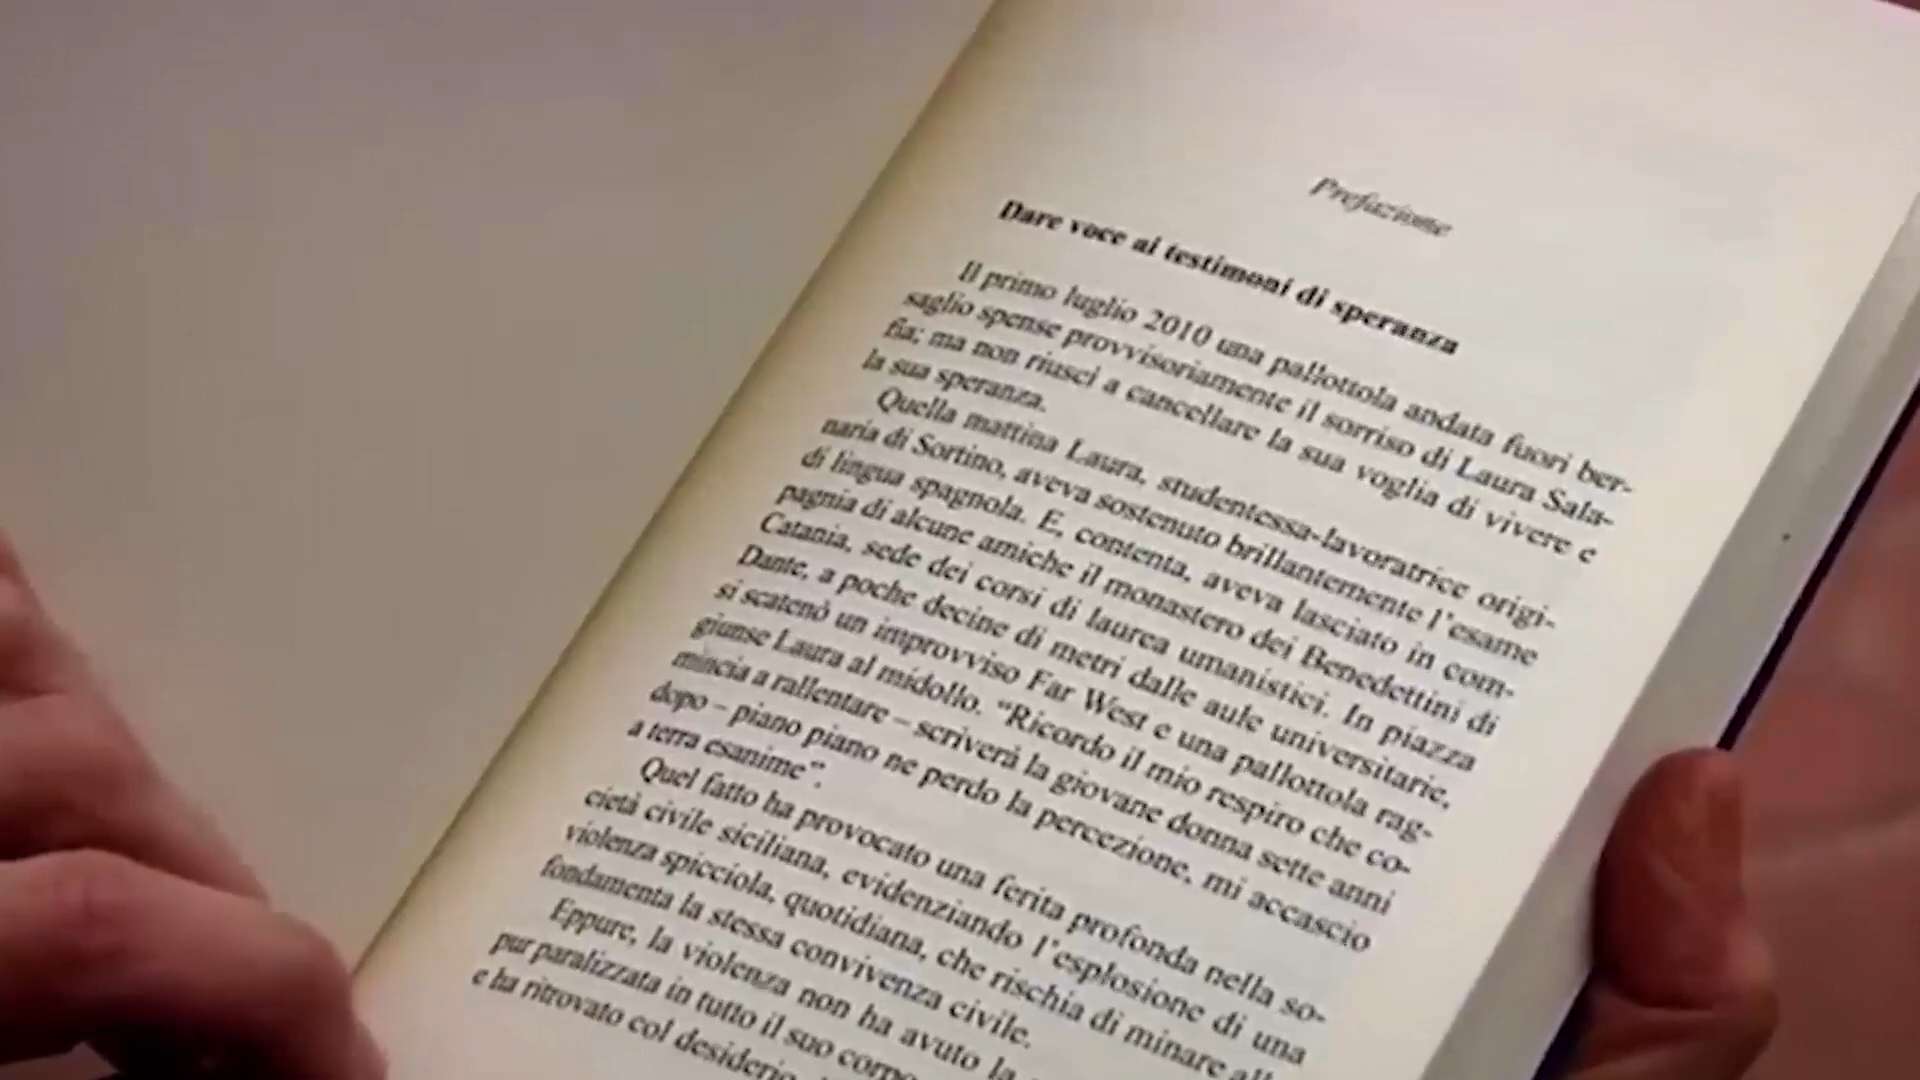 Prefazione
Dare voce ai testimoni di speranza
Il primo luglio 2010 una pallottola andata fuori ber-
saglio spense provvisoriamente il sorriso di Laura Sala-
fia; ma non riuscì a cancellare la sua voglia di vivere e
la sua speranza.
Quella mattina Laura, studentessa-lavoratrice origi-
naria di Sortino, aveva sostenuto brillantemente l'esame
di lingua spagnola. E, contenta, aveva lasciato in com-
pagnia di alcune amiche il monastero dei Benedettini di
Catania, sede dei corsi di laurea umanistici. In piazza
Dante, a poche decine di metri dalle aule universitarie,
si scatenò un improvviso Far West e una pallottola rag-
giunse Laura al midollo. “Ricordo il mio respiro che co-
mincia a rallentare – scriverà la giovane donna sette anni
dopo – piano piano ne perdo la percezione, mi accascio
a terra esanime”.
Quel fatto ha provocato una ferita profonda nella so-
cietà civile siciliana, evidenziando l'esplosione di una
violenza spicciola, quotidiana, che rischia di minare all
fondamenta la stessa convivenza civile.
Eppure, la violenza non ha avuto la
pur paralizzata in tutto il suo corpo
e ha ritrovato col desiderio